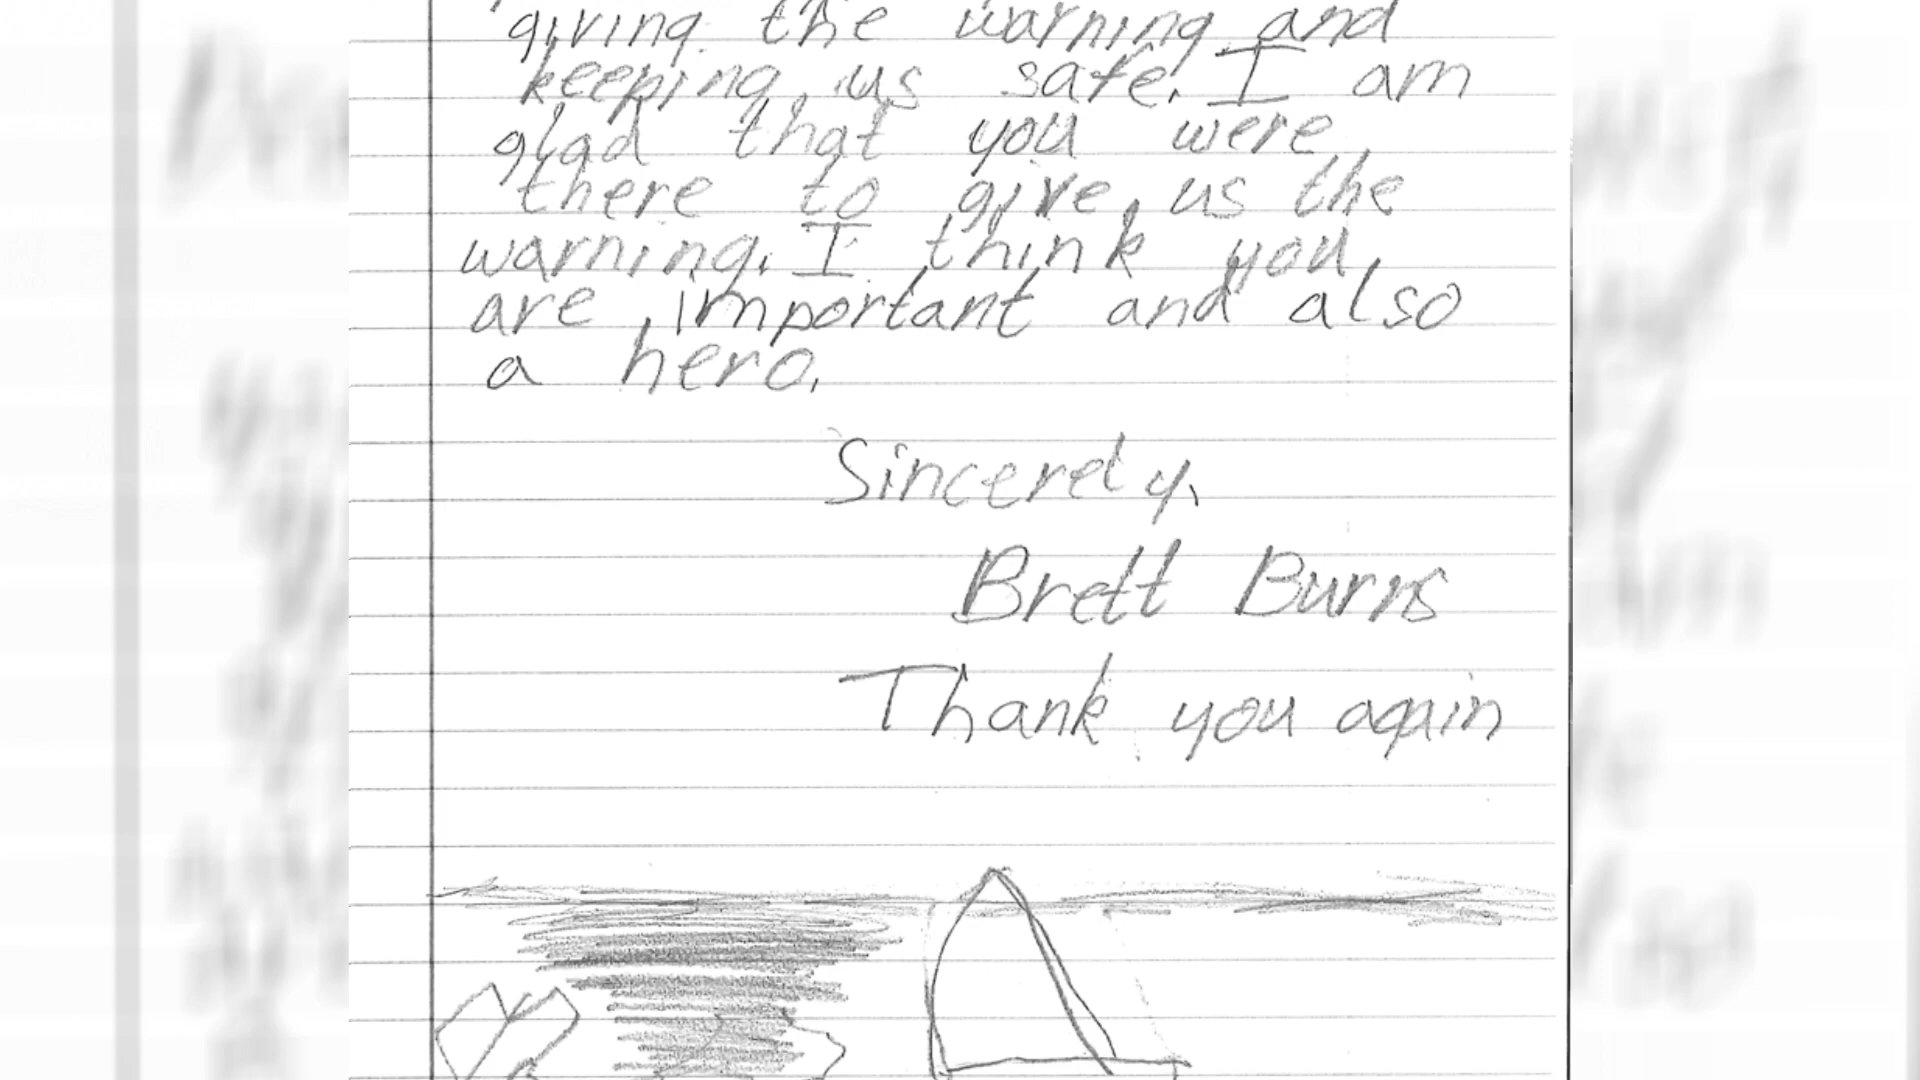 giving the warning and
keeping us safe. I am
glad that you were
there to give us the
warning. I think you
are important and also
a hero.
Sincerely,
Brett Burns
Thank you again